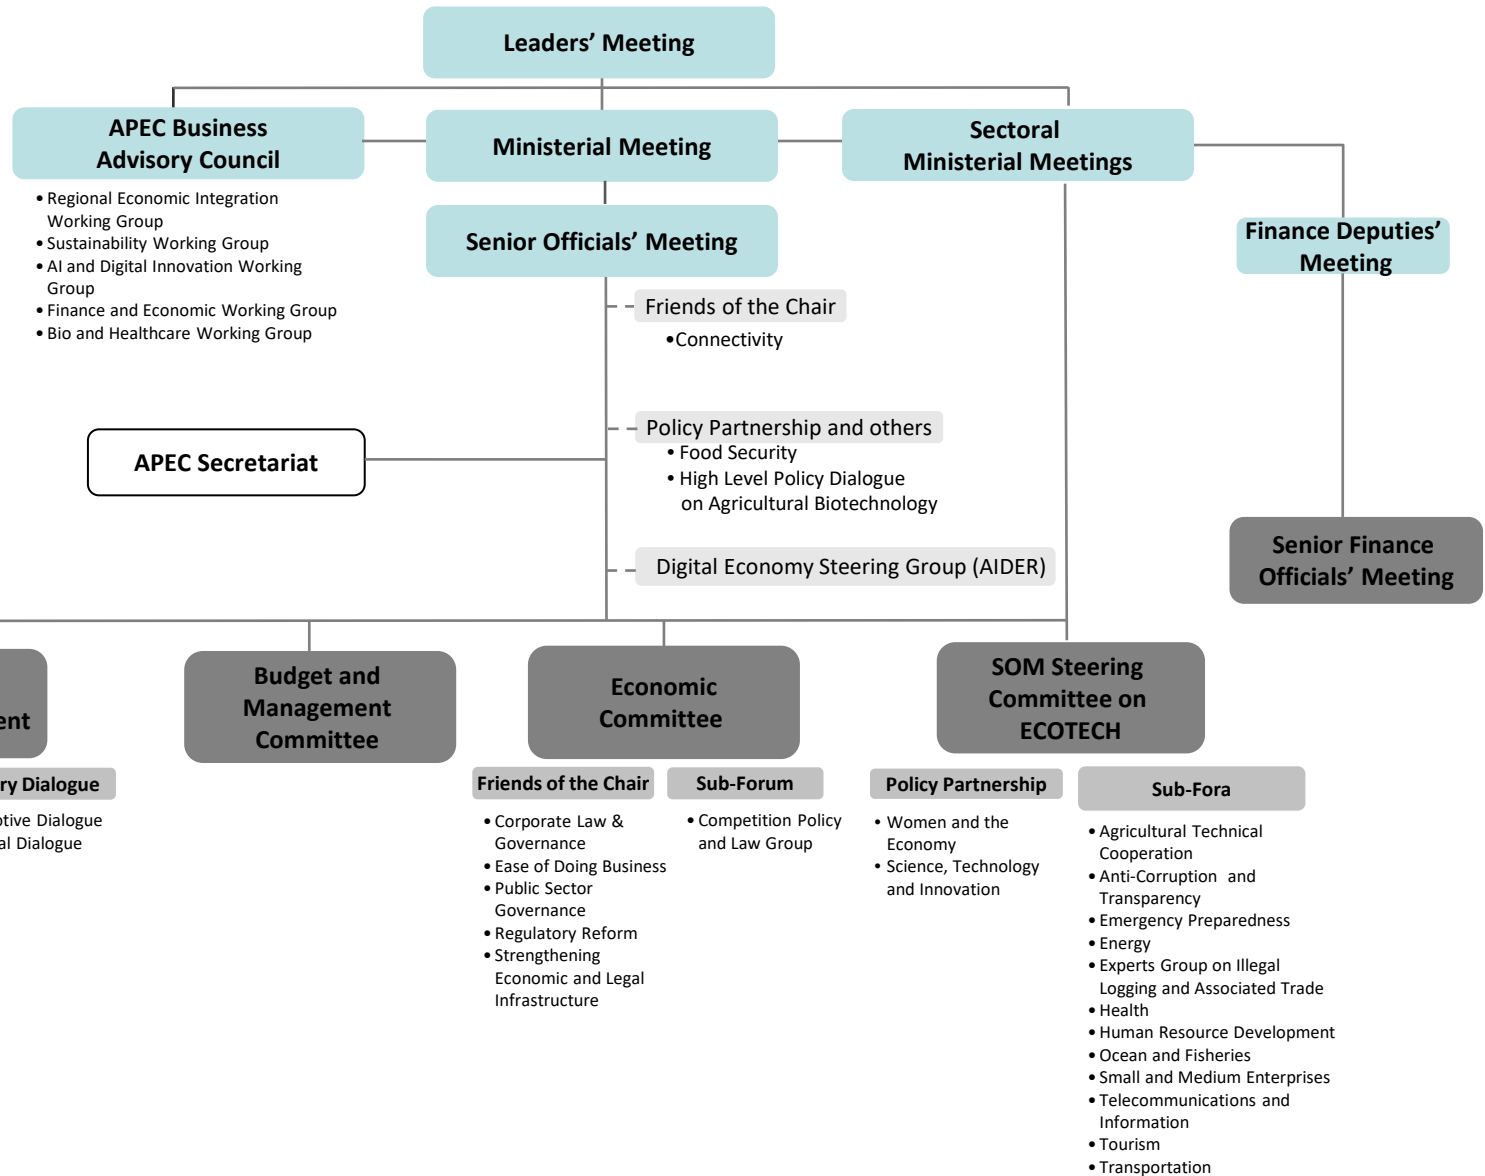 Leaders’ Meeting
APEC Business
Advisory Council
Ministerial Meeting
Sectoral
Ministerial Meetings
• Regional Economic Integration
Working Group
• Sustainability Working Group
• AI and Digital Innovation Working
Group
• Finance and Economic Working Group
• Bio and Healthcare Working Group
Senior Officials’ Meeting
Finance Deputies’
Meeting
Friends of the Chair
•Connectivity
Policy Partnership and others
• Food Security
• High Level Policy Dialogue
on Agricultural Biotechnology
APEC Secretariat
Digital Economy Steering Group (AIDER)
Senior Finance
Officials’ Meeting
ent
Budget and
Management
Committee
Economic
Committee
SOM Steering
Committee on
ECOTECH
ry Dialogue
otive Dialogue
al Dialogue
Friends of the Chair
• Corporate Law &
Governance
• Ease of Doing Business
• Public Sector
Governance
• Regulatory Reform
• Strengthening
Economic and Legal
Infrastructure
Sub-Forum
• Competition Policy
and Law Group
Policy Partnership
• Women and the
Economy
• Science, Technology
and Innovation
Sub-Fora
• Agricultural Technical
Cooperation
• Anti-Corruption and
Transparency
• Emergency Preparedness
• Energy
• Experts Group on Illegal
Logging and Associated Trade
• Health
• Human Resource Development
• Ocean and Fisheries
• Small and Medium Enterprises
• Telecommunications and
Information
• Tourism
• Transportation